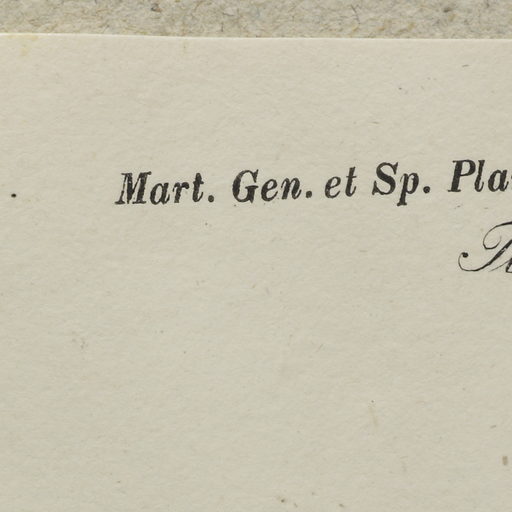 Mart. Gen. et Sp. Pla